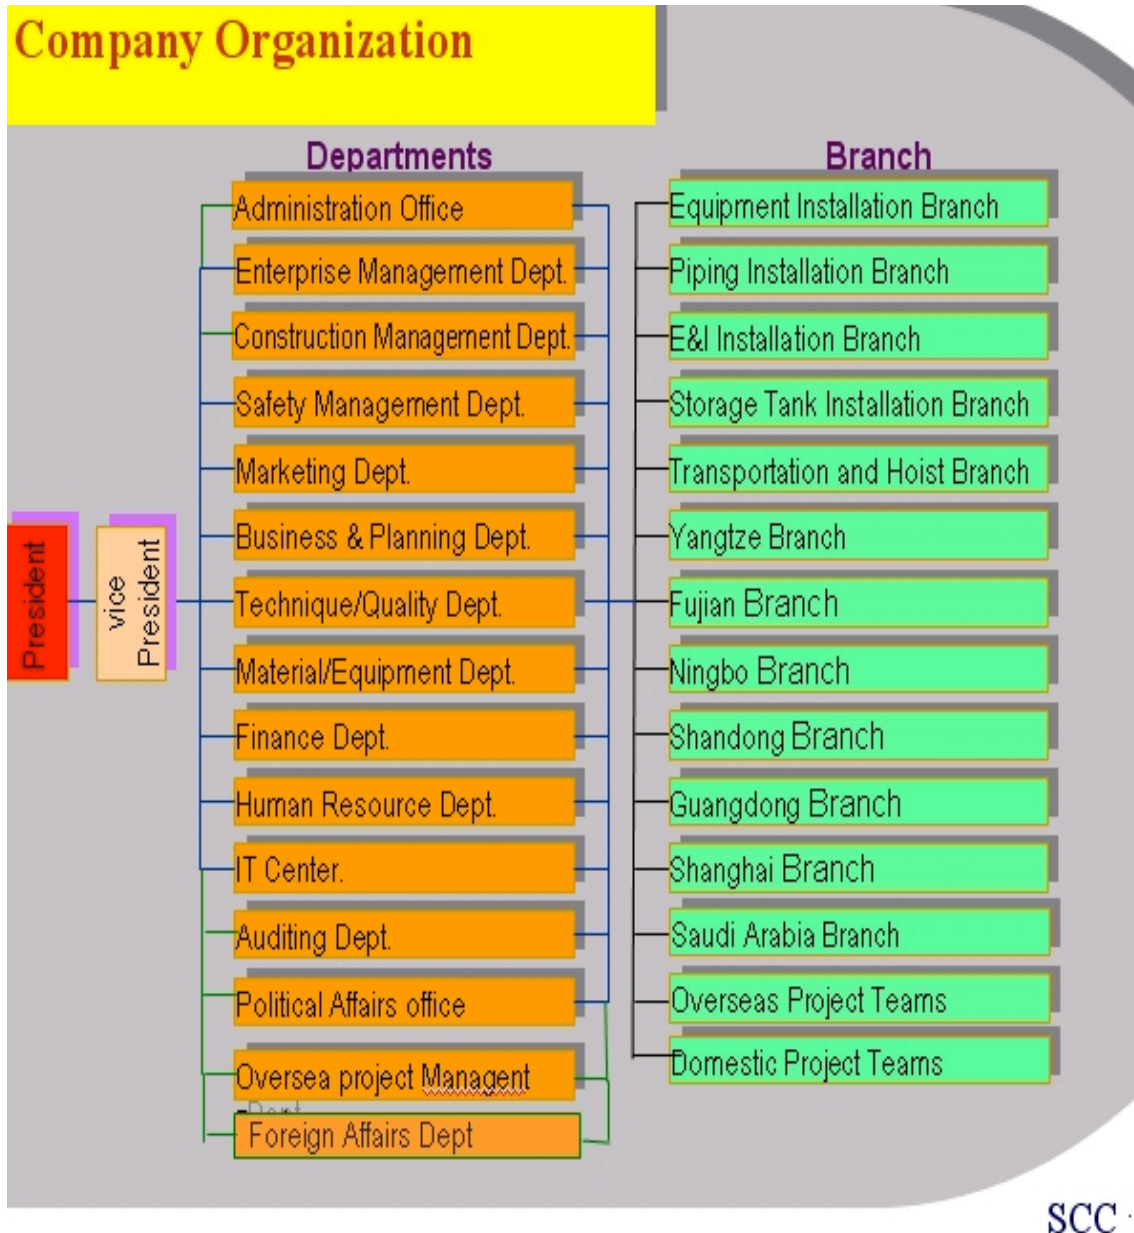 Company Organization
Departments
Administration Office
Enterprise Management Dept.
Construction Management Dept.
Safety Management Dept.
Marketing Dept.
Business & Planning Dept.
Technique/Quality Dept.
Material/Equipment Dept.
Finance Dept.
Human Resource Dept.
IT Center.
Auditing Dept.
Political Affairs office
Oversea project Managent
Foreign Affairs Dept
Branch
Equipment Installation Branch
Piping Installation Branch
E&I Installation Branch
Storage Tank Installation Branch
Transportation and Hoist Branch
Yangtze Branch
Fujian Branch
Ningbo Branch
Shandong Branch
Guangdong Branch
Shanghai Branch
Saudi Arabia Branch
Overseas Project Teams
Domestic Project Teams
President
vice
President
SCC